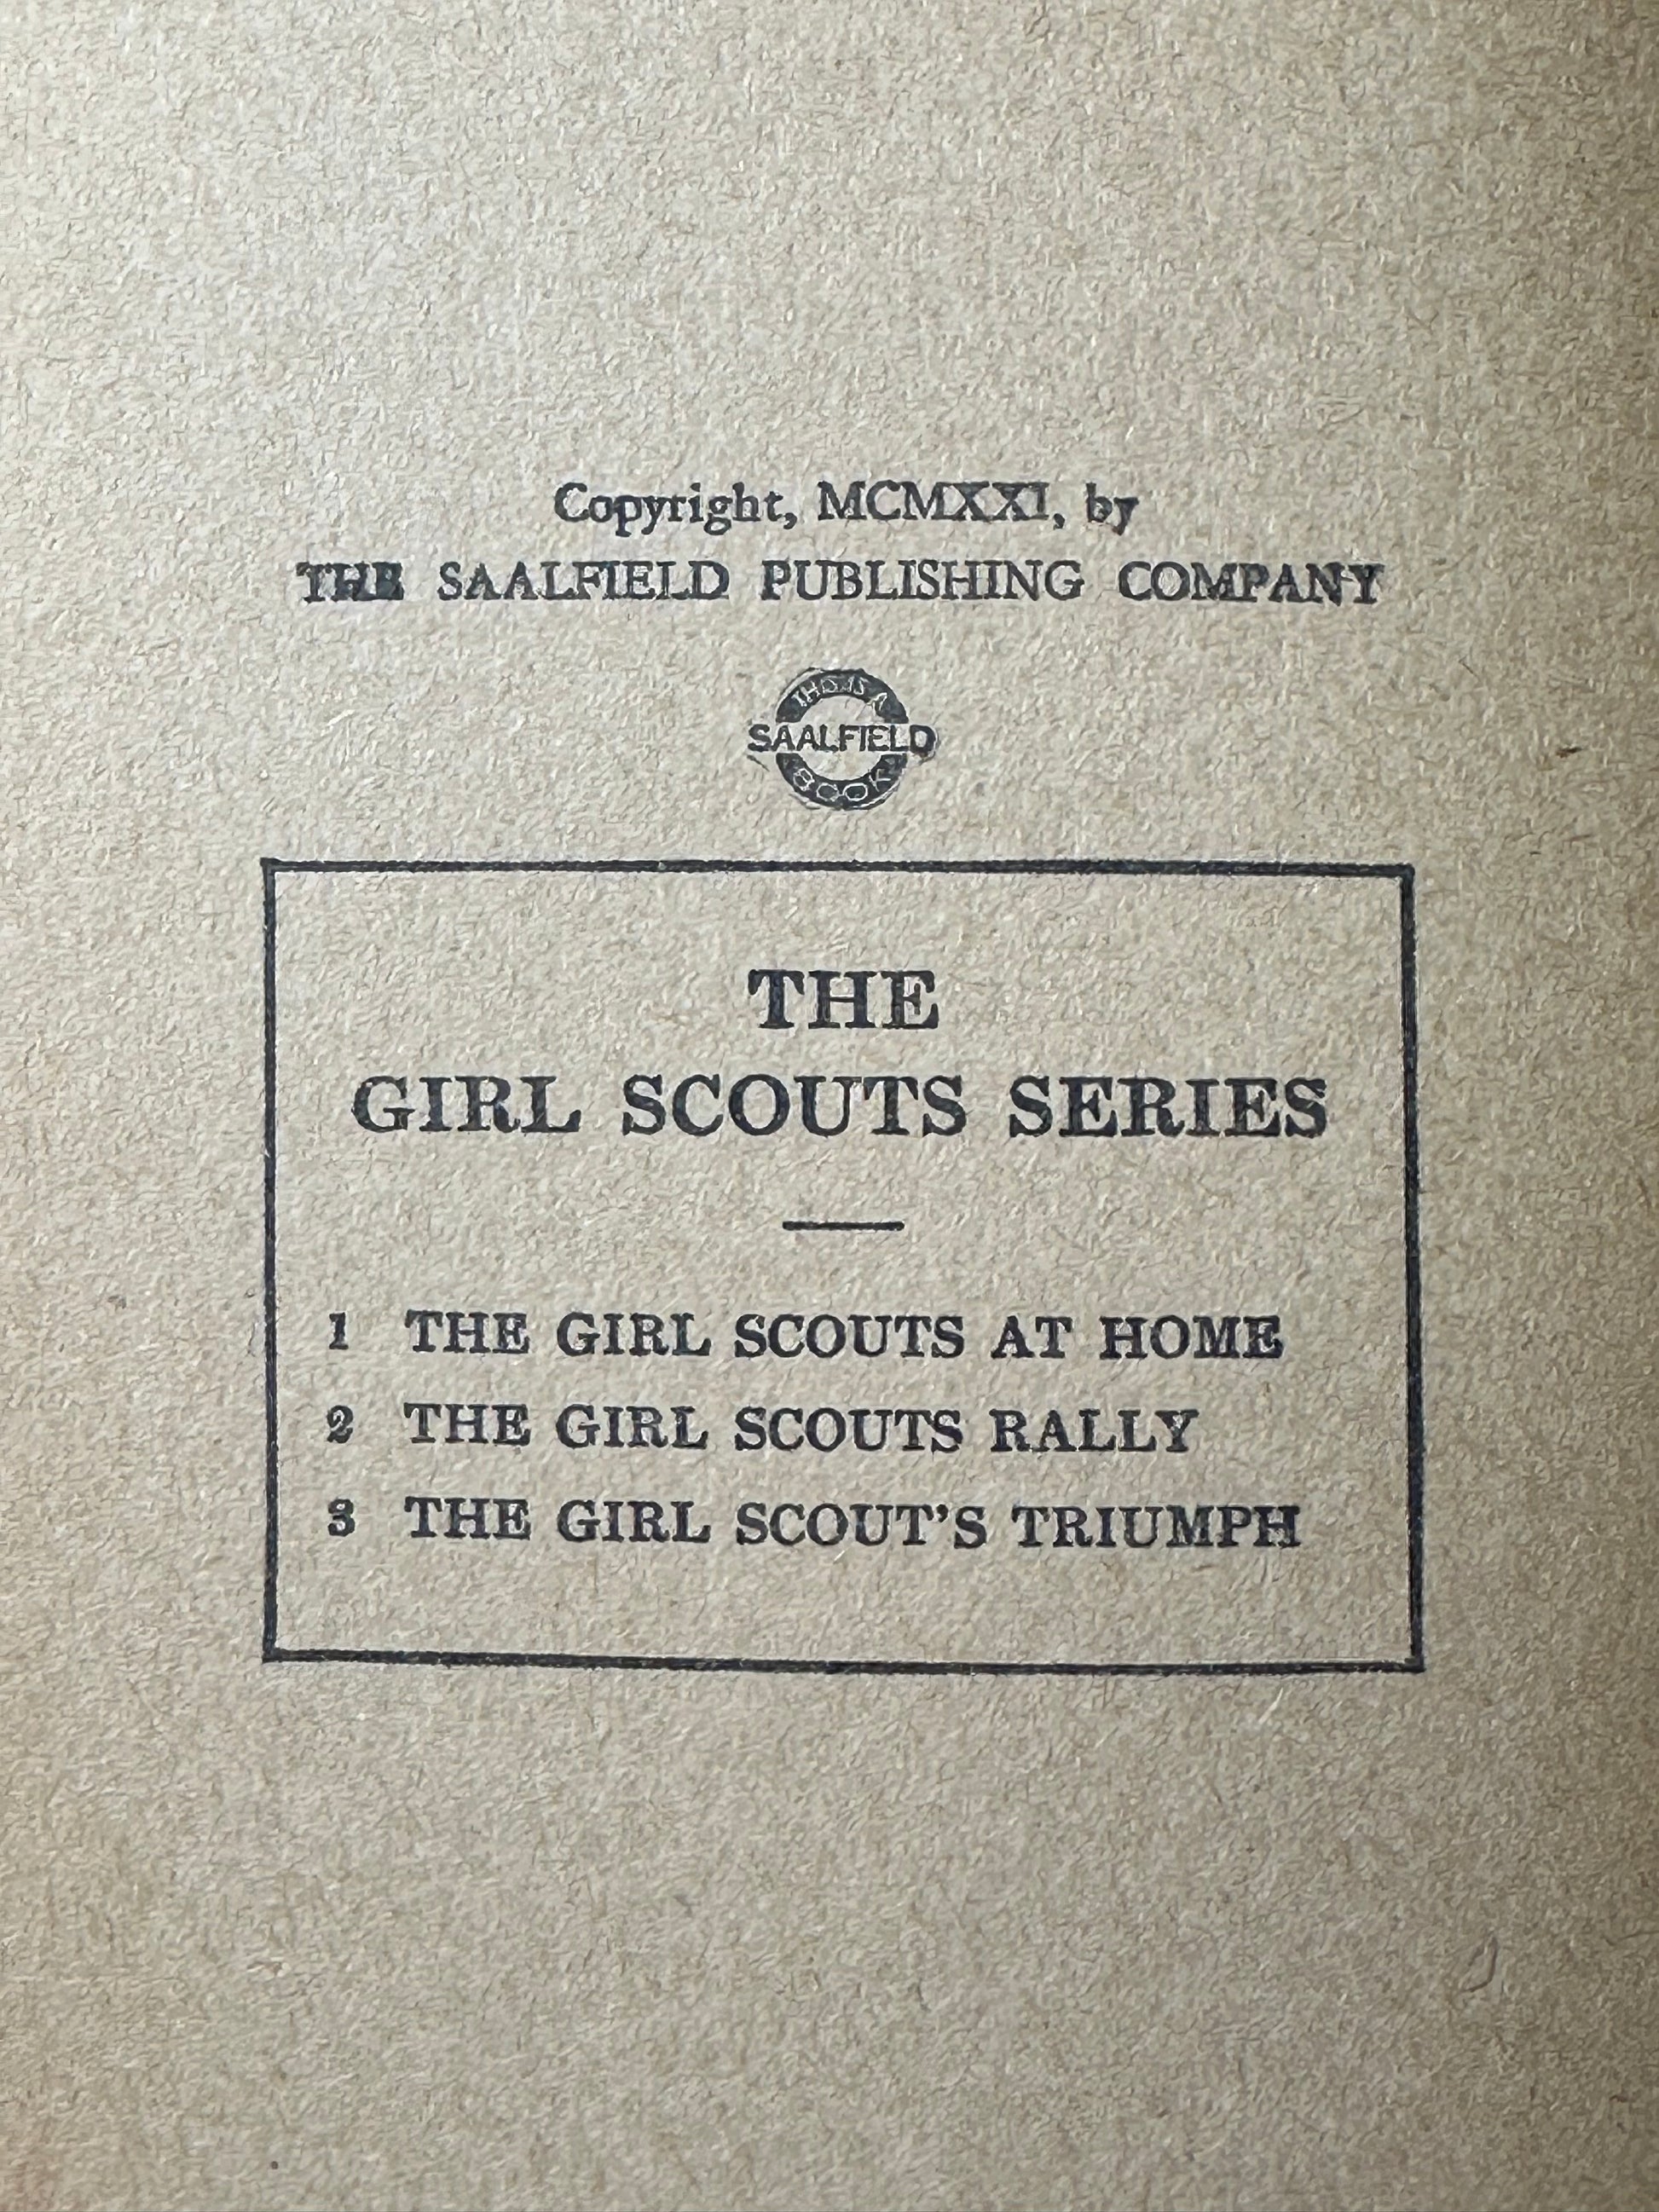 Copyright, MCMXXI, by
THE SAALFIELD PUBLISHING COMPANY
THIS IS A
SAALFIELD
BOOK
THE
GIRL SCOUTS SERIES
1 THE GIRL SCOUTS AT HOME
2 THE GIRL SCOUTS RALLY
3 THE GIRL SCOUT'S TRIUMPH